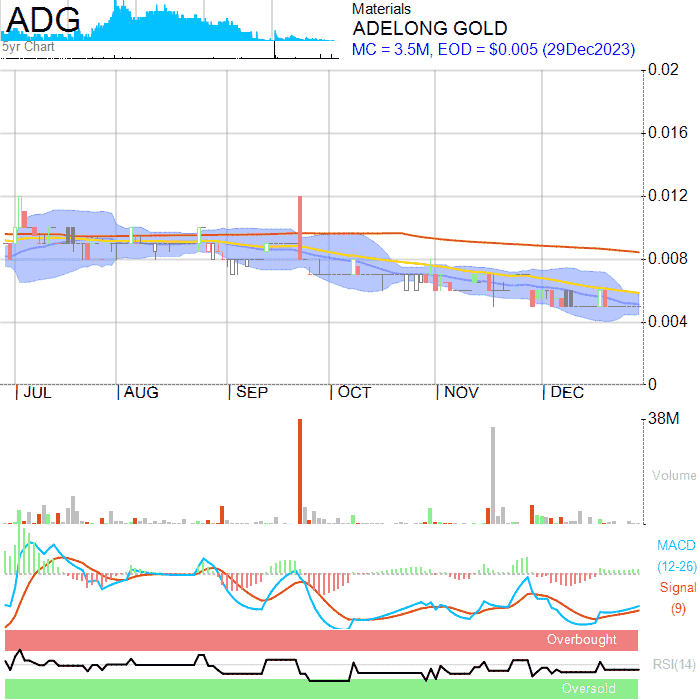 ADG
5yr Chart
Materials
ADELONG GOLD
MC = 3.5M, EOD = $0.005 (29Dec2023)
0.02
0.016
0.012
0.008
0.004
0
| JUL | AUG | SEP | OCT | NOV | DEC
38M
Volume
MACD
(12-26)
Signal
(9)
Overbought
RSI(14)
Oversold